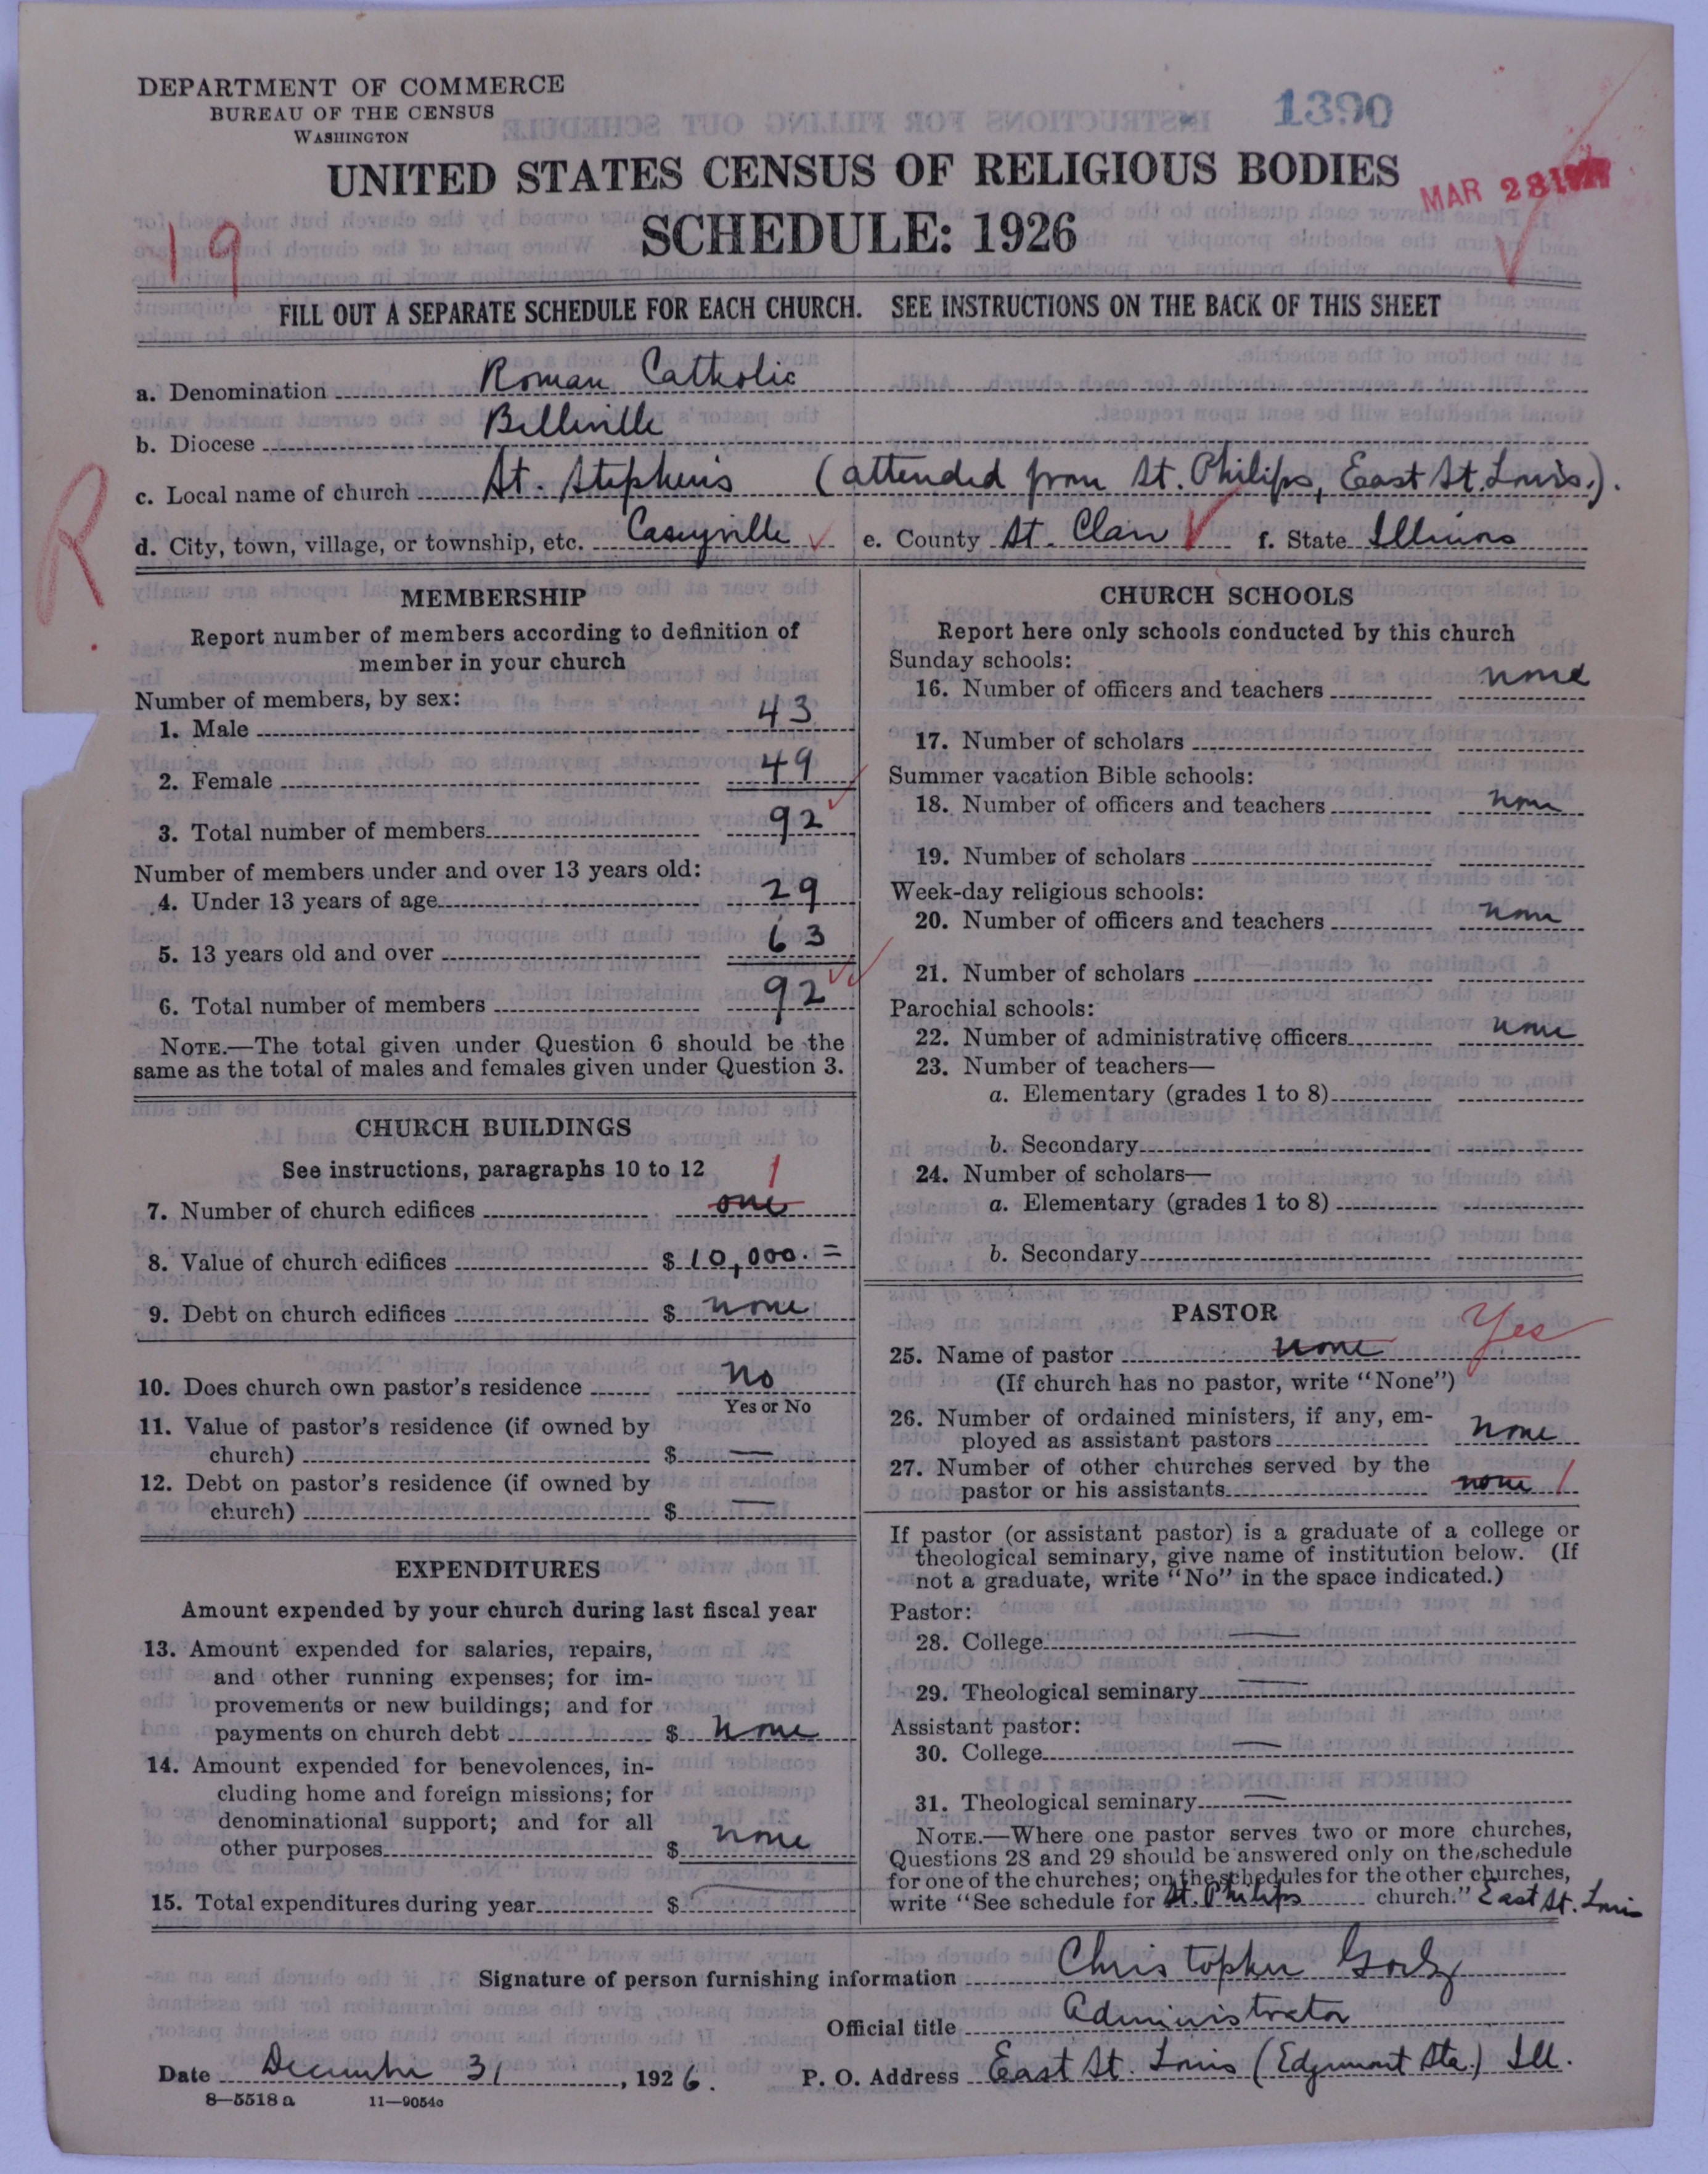 DEPARTMENT OF COMMERCE
BUREAU OF THE CENSUS
WASHINGTON
1390
UNITED STATES CENSUS OF RELIGIOUS BODIES
MAR 28 1927
SCHEDULE: 1926
19
FILL OUT A SEPARATE SCHEDULE FOR EACH CHURCH. SEE INSTRUCTIONS ON THE BACK OF THIS SHEET
a. Denomination Roman Catholic
b. Diocese Belleville
c. Local name of church St. Stephen's (attended from St. Philips, East St. Louis.).
d. City, town, village, or township, etc. Caseyville e. County St. Clair f. State Illinois
R.
MEMBERSHIP
Report number of members according to definition of
member in your church
Number of members, by sex:
1. Male 43
2. Female 49
3. Total number of members 92
Number of members under and over 13 years old:
4. Under 13 years of age 29
5. 13 years old and over 63
6. Total number of members 92
NOTE.—The total given under Question 6 should be the
same as the total of males and females given under Question 3.
CHURCH BUILDINGS
See instructions, paragraphs 10 to 12
1
7. Number of church edifices one
8. Value of church edifices $ 10,000.=
9. Debt on church edifices $ none
10. Does church own pastor's residence No
Yes or No
11. Value of pastor's residence (if owned by
church) $ —
12. Debt on pastor's residence (if owned by
church) $ —
EXPENDITURES
Amount expended by your church during last fiscal year
13. Amount expended for salaries, repairs,
and other running expenses; for im-
provements or new buildings; and for
payments on church debt $ none
14. Amount expended for benevolences, in-
cluding home and foreign missions; for
denominational support; and for all
other purposes $ none
15. Total expenditures during year $ —
CHURCH SCHOOLS
Report here only schools conducted by this church
Sunday schools:
16. Number of officers and teachers none
17. Number of scholars
Summer vacation Bible schools:
18. Number of officers and teachers none
19. Number of scholars
Week-day religious schools:
20. Number of officers and teachers none
21. Number of scholars
Parochial schools:
22. Number of administrative officers none
23. Number of teachers—
a. Elementary (grades 1 to 8)
b. Secondary
24. Number of scholars—
a. Elementary (grades 1 to 8)
b. Secondary
PASTOR
25. Name of pastor none Yes
(If church has no pastor, write "None")
26. Number of ordained ministers, if any, em-
ployed as assistant pastors none
27. Number of other churches served by the
pastor or his assistants none 1
If pastor (or assistant pastor) is a graduate of a college or
theological seminary, give name of institution below. (If
not a graduate, write "No" in the space indicated.)
Pastor:
28. College —
29. Theological seminary —
Assistant pastor:
30. College —
31. Theological seminary —
NOTE.—Where one pastor serves two or more churches,
Questions 28 and 29 should be answered only on the schedule
for one of the churches; on the schedules for the other churches,
write "See schedule for St. Philips church." East St. Louis
Signature of person furnishing information Christopher Goelz
Official title Administrator
Date December 31, 1926. P. O. Address East St. Louis (Edgemont Sta.) Ill.
8—5518 a 11—9054a